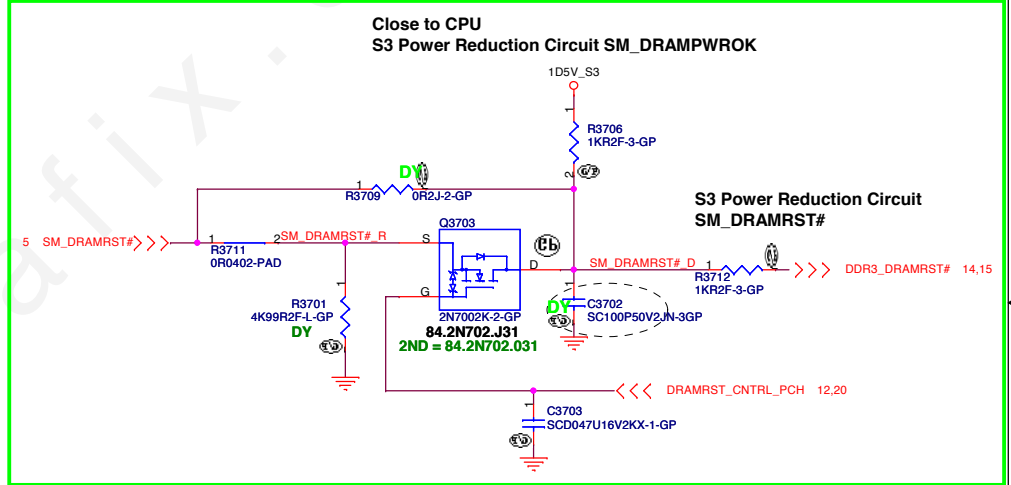 Close to CPU
S3 Power Reduction Circuit SM_DRAMPWROK
1D5V_S3
1
R3706
1KR2F-3-GP
2
DY
1
R3709
0R2J-2-GP
S3 Power Reduction Circuit
SM_DRAMRST#
Q3703
5 SM_DRAMRST#
1
2
SM_DRAMRST#_R
S
R3711
0R0402-PAD
D
SM_DRAMRST#_D
1
R3712
1KR2F-3-GP
DDR3_DRAMRST# 14,15
G
1
R3701
4K99R2F-L-GP
DY
2N7002K-2-GP
84.2N702.J31
2ND = 84.2N702.031
1
DY
C3702
SC100P50V2JN-3GP
DRAMRST_CNTRL_PCH 12,20
1
C3703
SCD047U16V2KX-1-GP
a f i x .